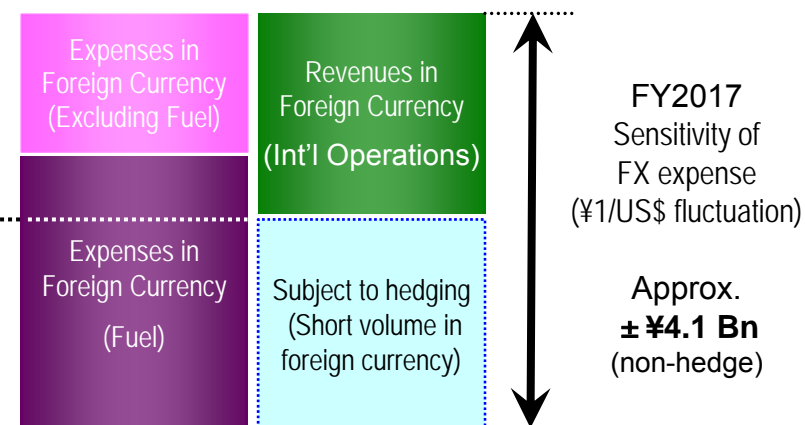 Expenses in
Foreign Currency
(Excluding Fuel)
Expenses in
Foreign Currency
(Fuel)
Revenues in
Foreign Currency
(Int'l Operations)
Subject to hedging
(Short volume in
foreign currency)
FY2017
Sensitivity of
FX expense
(¥1/US$ fluctuation)
Approx.
± ¥4.1 Bn
(non-hedge)